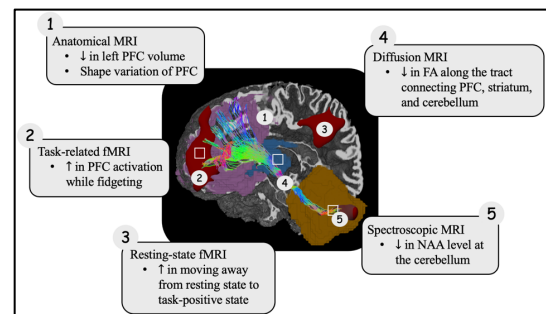 1
Anatomical MRI
• ↓ in left PFC volume
• Shape variation of PFC
2
Task-related fMRI
• ↑ in PFC activation
while fidgeting
3
Resting-state fMRI
• ↑ in moving away
from resting state to
task-positive state
4
Diffusion MRI
• ↓ in FA along the tract
connecting PFC, striatum,
and cerebellum
5
Spectroscopic MRI
• ↓ in NAA level at
the cerebellum
1
3
2
4
5